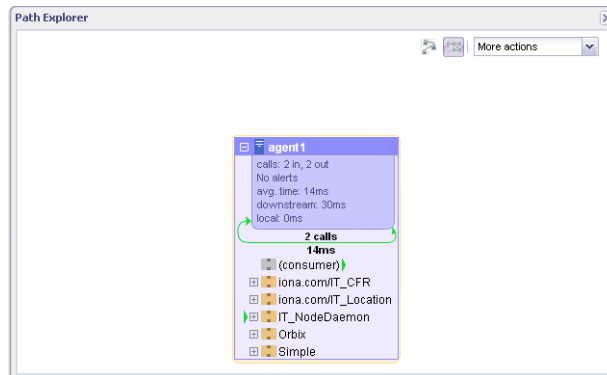 Path Explorer
More actions
agent1
calls: 2 in, 2 out
No alerts
avg. time: 14ms
downstream: 30ms
local: 0ms
2 calls
14ms
(consumer)
iona.com/IT_CFR
iona.com/IT_Location
IT_NodeDaemon
Orbix
Simple